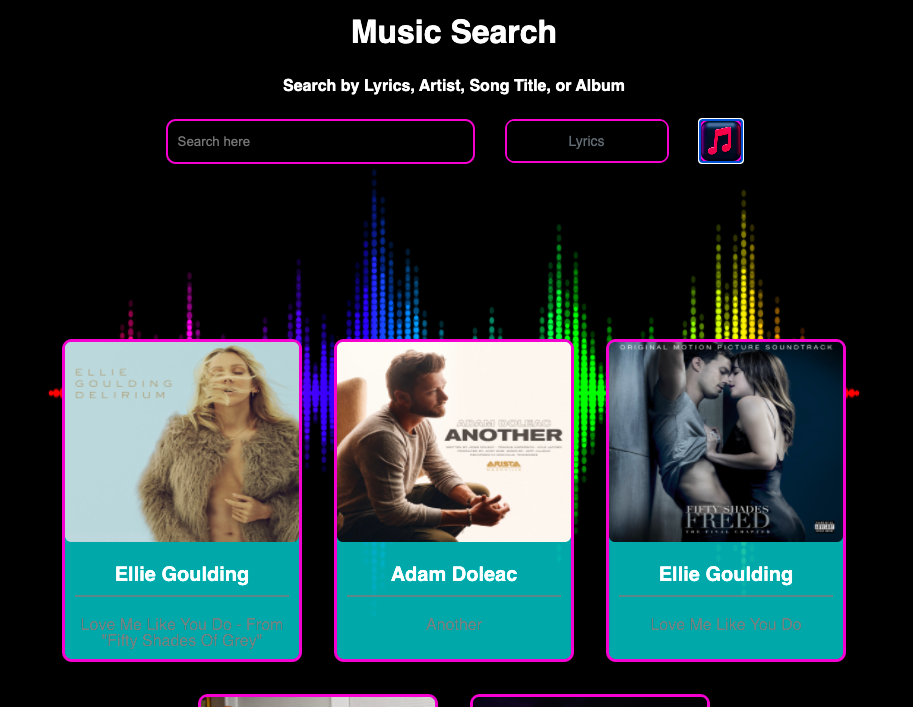 Music Search
Search by Lyrics, Artist, Song Title, or Album
Search here
Lyrics
ELLIE
GOULDING
DELIRIUM
ADAM DOLEAC
ANOTHER
ARISTA
ORIGINAL MOTION PICTURE SOUNDTRACK
FIFTY SHADES
FREED
THE FINAL CHAPTER
Ellie Goulding
Love Me Like You Do - From
"Fifty Shades Of Grey"
Adam Doleac
Another
Ellie Goulding
Love Me Like You Do